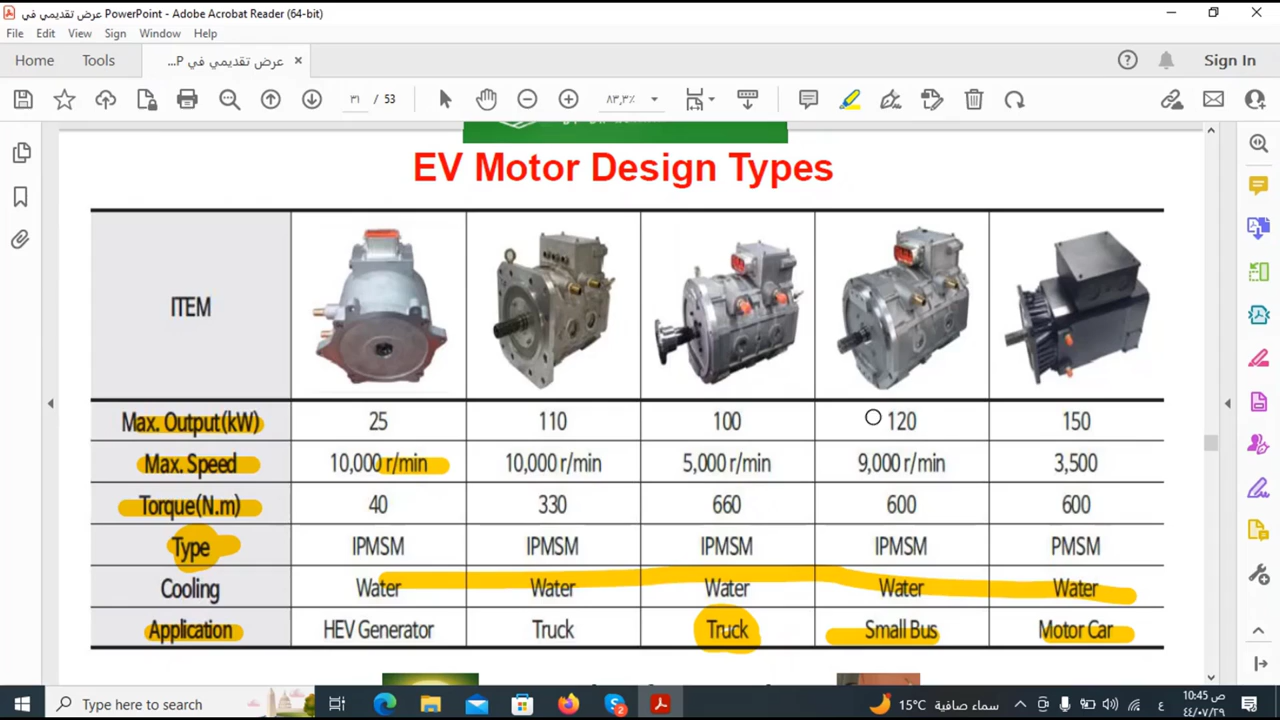 عرض تقديمي في PowerPoint - Adobe Acrobat Reader (64-bit)
File Edit View Sign Window Help
Home Tools عرض تقديمي في P... Sign In
٣١ / 53 ٨٣,٣٪
EV Motor Design Types
ITEM
Max. Output(kW) 25 110 100 120 150
Max. Speed 10,000 r/min 10,000 r/min 5,000 r/min 9,000 r/min 3,500
Torque(N.m) 40 330 660 600 600
Type IPMSM IPMSM IPMSM IPMSM PMSM
Cooling Water Water Water Water Water
Application HEV Generator Truck Truck Small Bus Motor Car
Type here to search 15°C سماء صافية ع 10:45 ص
٤٤/٠٧/٢٩